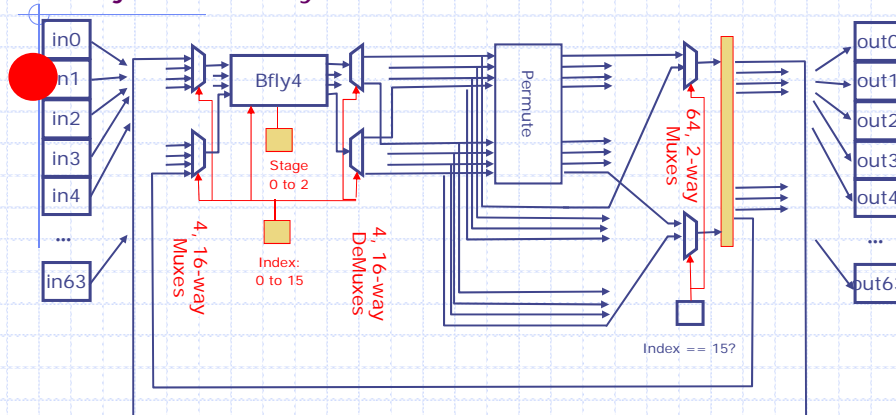 in0
in1
in2
in3
in4
...
in63
Bfly4
Stage
0 to 2
Index:
0 to 15
4, 16-way
Muxes
4, 16-way
DeMuxes
Permute
64, 2-way
Muxes
Index == 15?
out0
out1
out2
out3
out4
...
out63